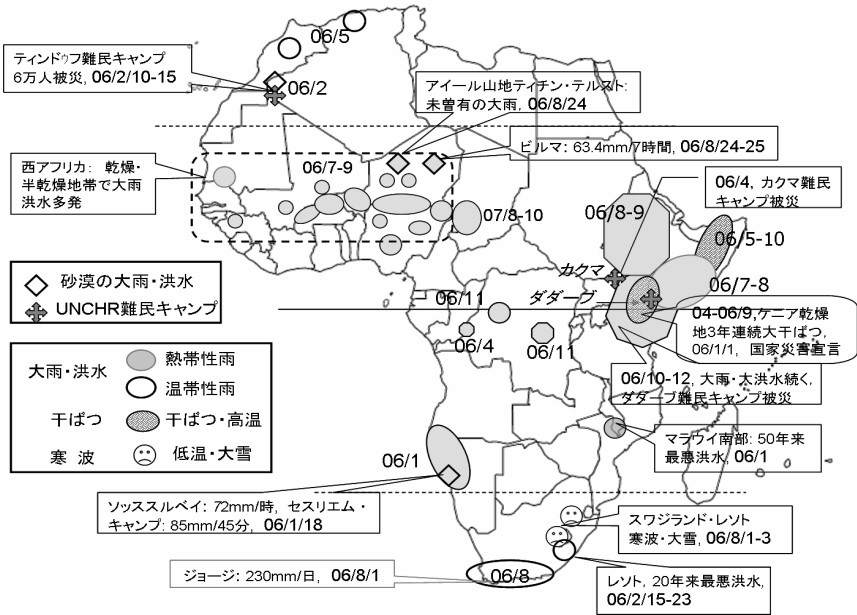 06/5
ティンドゥフ難民キャンプ
6万人被災, 06/2/10-15
06/2
アイール山地ティチン・テルスト:
未曽有の大雨, 06/8/24
ビルマ: 63.4mm/7時間, 06/8/24-25
西アフリカ: 乾燥・
半乾燥地帯で大雨
洪水多発
06/7-9
06/4, カクマ難民
キャンプ被災
07/8-10
06/8-9
06/5-10
カクマ
06/7-8
砂漠の大雨・洪水
UNCHR難民キャンプ
06/11
ダダーブ
04-06/9,ケニア乾燥
地3年連続大干ばつ,
06/1/1, 国家災害宣言
06/4
06/11
大雨・洪水
熱帯性雨
温帯性雨
干ばつ
干ばつ・高温
寒 波
低温・大雪
06/10-12, 大雨・大洪水続く,
ダダーブ難民キャンプ被災
マラウイ南部: 50年来
最悪洪水, 06/1
06/1
ソッススルベイ: 72mm/時, セスリエム・
キャンプ: 85mm/45分, 06/1/18
スワジランド・レソト
寒波・大雪, 06/8/1-3
ジョージ: 230mm/日, 06/8/1
06/8
レソト, 20年来最悪洪水,
06/2/15-23